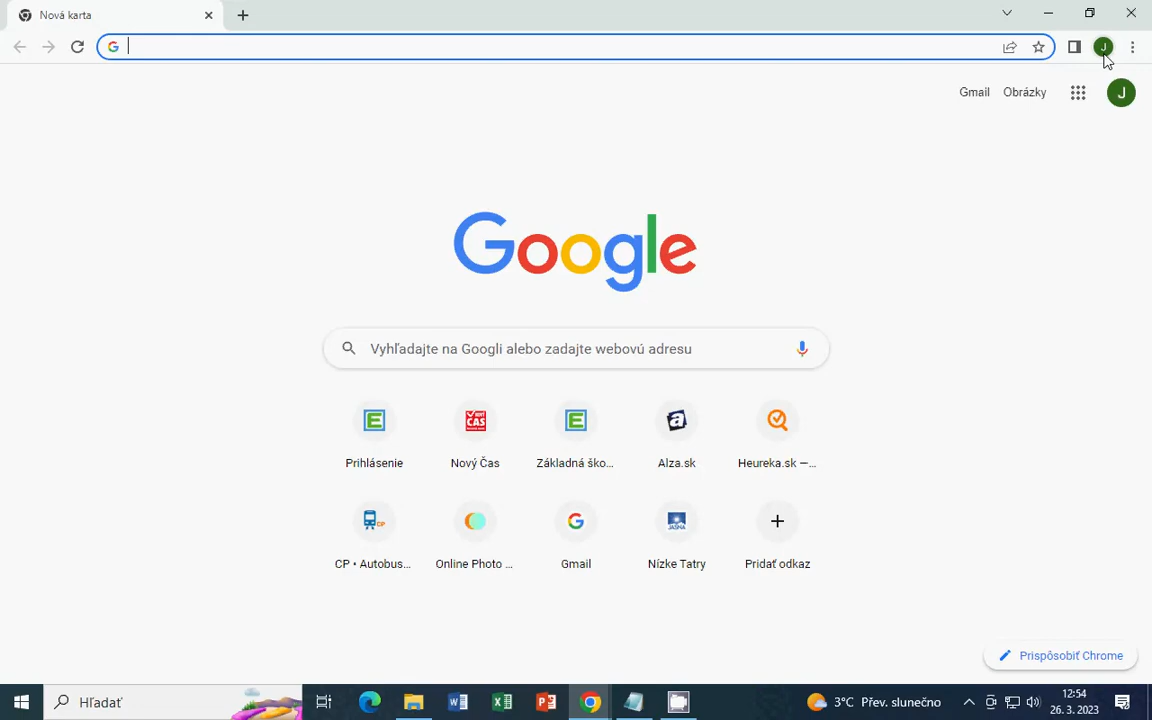 Nová karta
J
Gmail
Obrázky
J
Google
Vyhľadajte na Googli alebo zadajte webovú adresu
Prihlásenie
Nový Čas
Základná ško...
Alza.sk
Heureka.sk —...
CP • Autobus...
Online Photo ...
Gmail
Nízke Tatry
Pridať odkaz
Prispôsobiť Chrome
Hľadať
3°C Přev. slunečno
12:54
26. 3. 2023